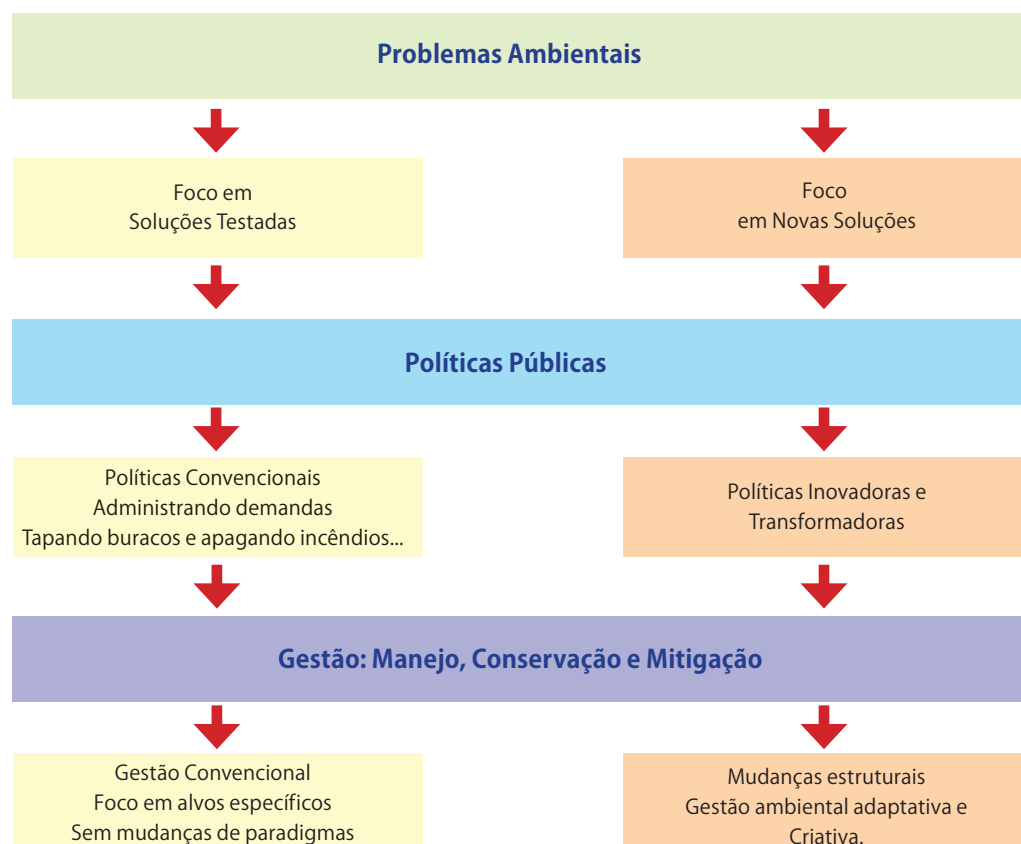 Problemas Ambientais
Foco em
Soluções Testadas
Foco
em Novas Soluções
Políticas Públicas
Políticas Convencionais
Administrando demandas
Tapando buracos e apagando incêndios...
Políticas Inovadoras e
Transformadoras
Gestão: Manejo, Conservação e Mitigação
Gestão Convencional
Foco em alvos específicos
Sem mudanças de paradigmas
Mudanças estruturais
Gestão ambiental adaptativa e
Criativa.